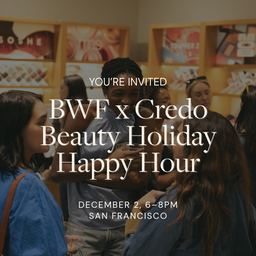 YOU'RE INVITED
BWF x Credo
Beauty Holiday
Happy Hour
DECEMBER 2, 6–8PM
SAN FRANCISCO